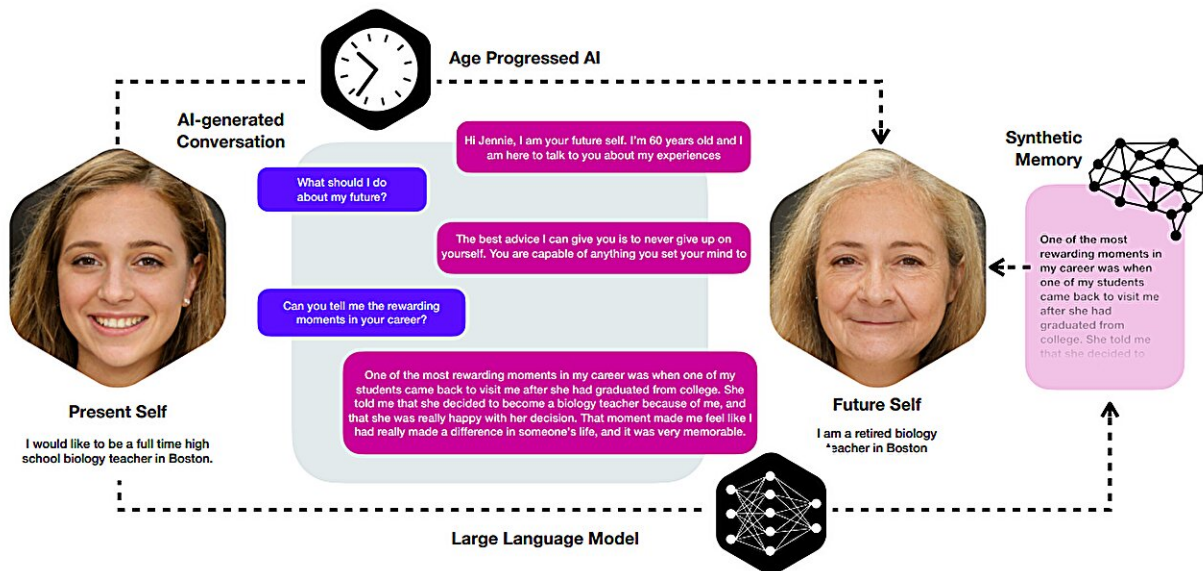 Age Progressed AI
AI-generated
Conversation
Hi Jennie, I am your future self. I'm 60 years old and I
am here to talk to you about my experiences
What should I do
about my future?
The best advice I can give you is to never give up on
yourself. You are capable of anything you set your mind to
Can you tell me the rewarding
moments in your career?
One of the most rewarding moments in my career was when one of my
students came back to visit me after she had graduated from college. She
told me that she decided to become a biology teacher because of me, and
that she was really happy with her decision. That moment made me feel like I
had really made a difference in someone's life, and it was very memorable.
Present Self
I would like to be a full time high
school biology teacher in Boston.
Future Self
I am a retired biology
teacher in Boston
Synthetic
Memory
One of the most
rewarding moments in
my career was when
one of my students
came back to visit me
after she had
graduated from
college. She told me
that she decided to
Large Language Model